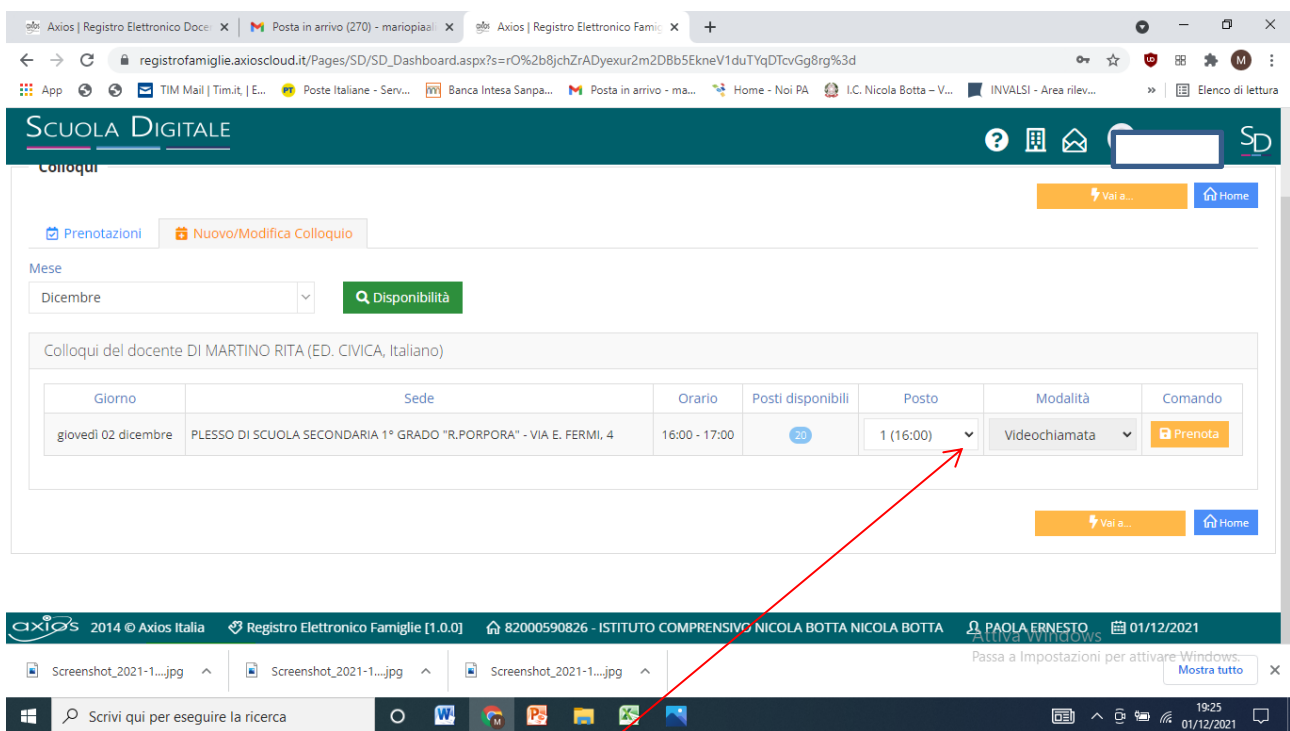 Axios | Registro Elettronico Doce
Posta in arrivo (270) - mariopiaal
Axios | Registro Elettronico Famig
registrofamiglie.axioscloud.it/Pages/SD/SD_Dashboard.aspx?s=rO%2b8jchZrADyexur2m2DBb5EkneV1duTYqDTcvGg8rg%3d
M
App
TIM Mail | Tim.it, | E...
Poste Italiane - Serv...
Banca Intesa Sanpa...
Posta in arrivo - ma...
Home - Noi PA
I.C. Nicola Botta – V...
INVALSI - Area rilev...
»
Elenco di lettura
SCUOLA DIGITALE
SD
Colloqui
Vai a...
Home
Prenotazioni
Nuovo/Modifica Colloquio
Mese
Dicembre
Disponibilità
Colloqui del docente DI MARTINO RITA (ED. CIVICA, Italiano)
Giorno Sede Orario Posti disponibili Posto Modalità Comando
giovedì 02 dicembre PLESSO DI SCUOLA SECONDARIA 1° GRADO "R.PORPORA" - VIA E. FERMI, 4 16:00 - 17:00 20 1 (16:00) Videochiamata Prenota
Vai a...
Home
axios 2014 © Axios Italia Registro Elettronico Famiglie [1.0.0] 82000590826 - ISTITUTO COMPRENSIVO NICOLA BOTTA NICOLA BOTTA PAOLA ERNESTO 01/12/2021
Attiva Windows
Passa a Impostazioni per attivare Windows.
Screenshot_2021-1....jpg
Screenshot_2021-1....jpg
Screenshot_2021-1....jpg
Mostra tutto
Scrivi qui per eseguire la ricerca
19:25
01/12/2021